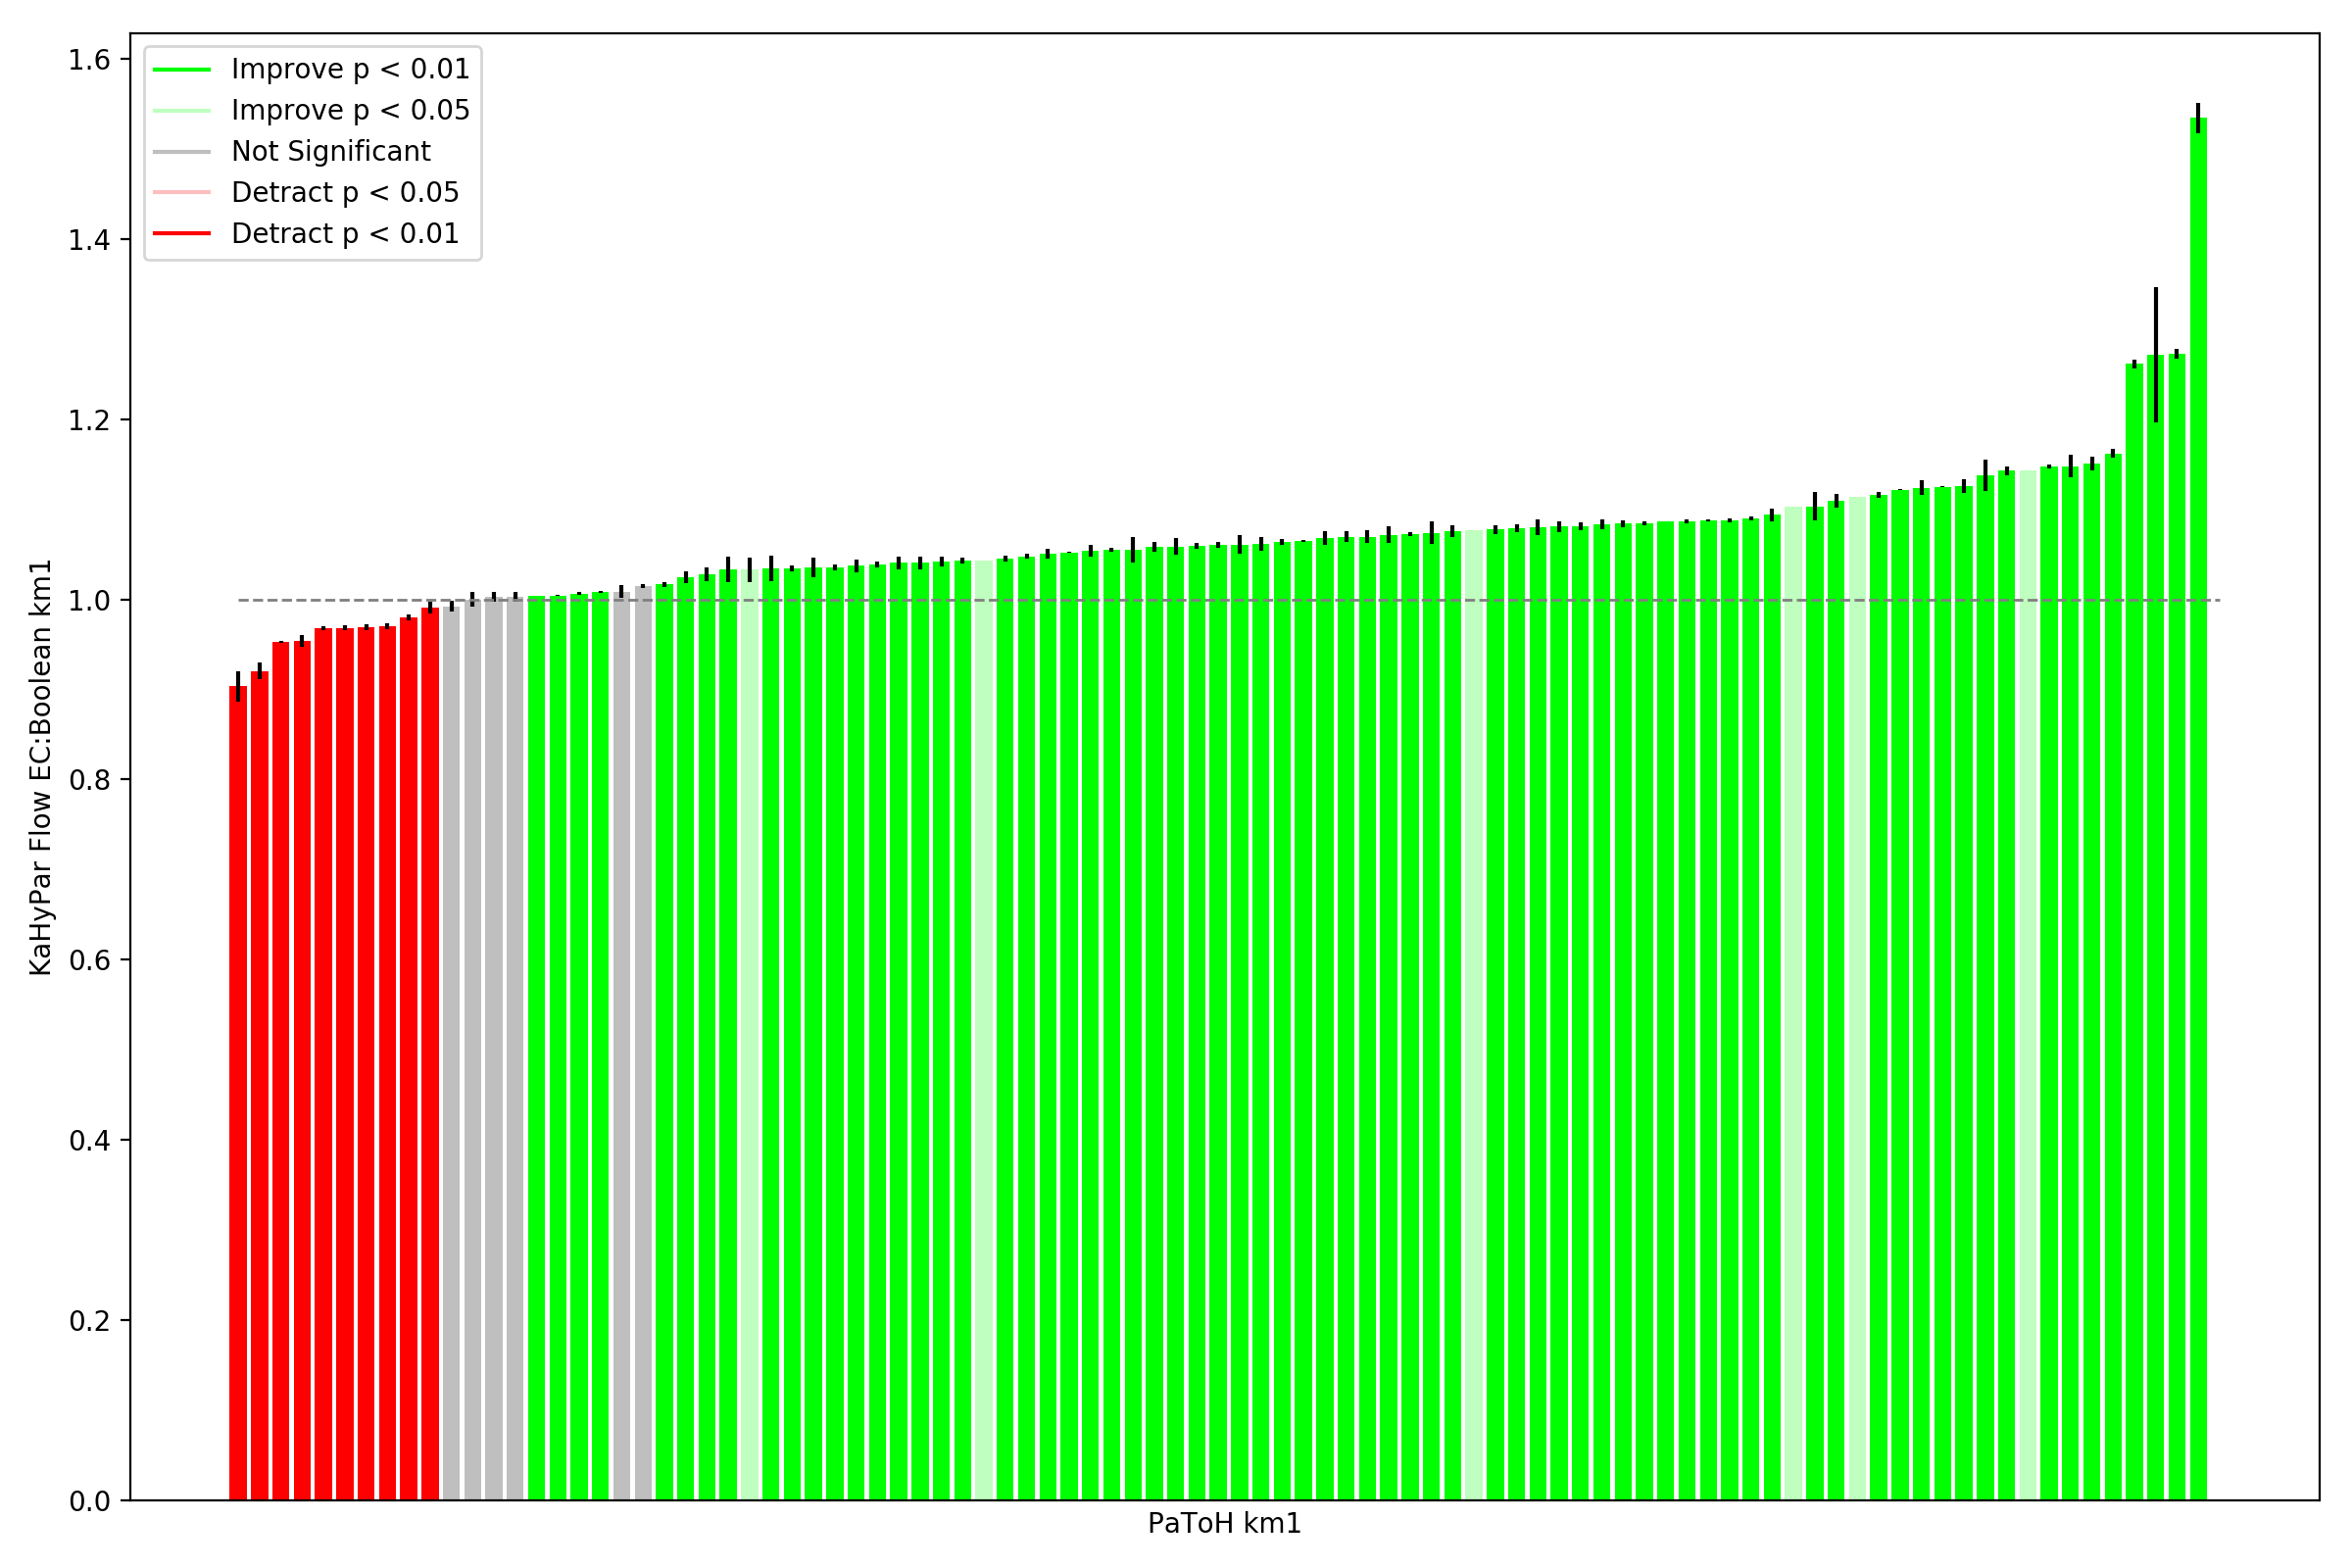 1.6
1.4
1.2
1.0
0.8
0.6
0.4
0.2
0.0
Improve p < 0.01
Improve p < 0.05
Not Significant
Detract p < 0.05
Detract p < 0.01
KaHyPar Flow EC:Boolean km1
PaToH km1